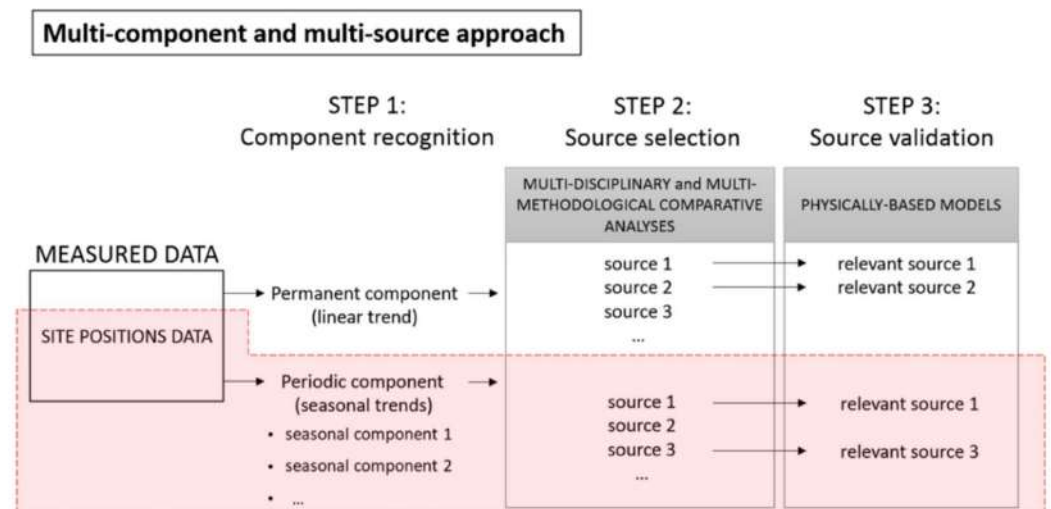 Multi-component and multi-source approach
STEP 1:
Component recognition
STEP 2:
Source selection
STEP 3:
Source validation
MULTI-DISCIPLINARY and MULTI-
METHODOLOGICAL COMPARATIVE
ANALYSES
PHYSICALLY-BASED MODELS
MEASURED DATA
SITE POSITIONS DATA
Permanent component
(linear trend)
source 1
source 2
source 3
...
relevant source 1
relevant source 2
Periodic component
(seasonal trends)
• seasonal component 1
• seasonal component 2
• ...
source 1
source 2
source 3
...
relevant source 1
relevant source 3